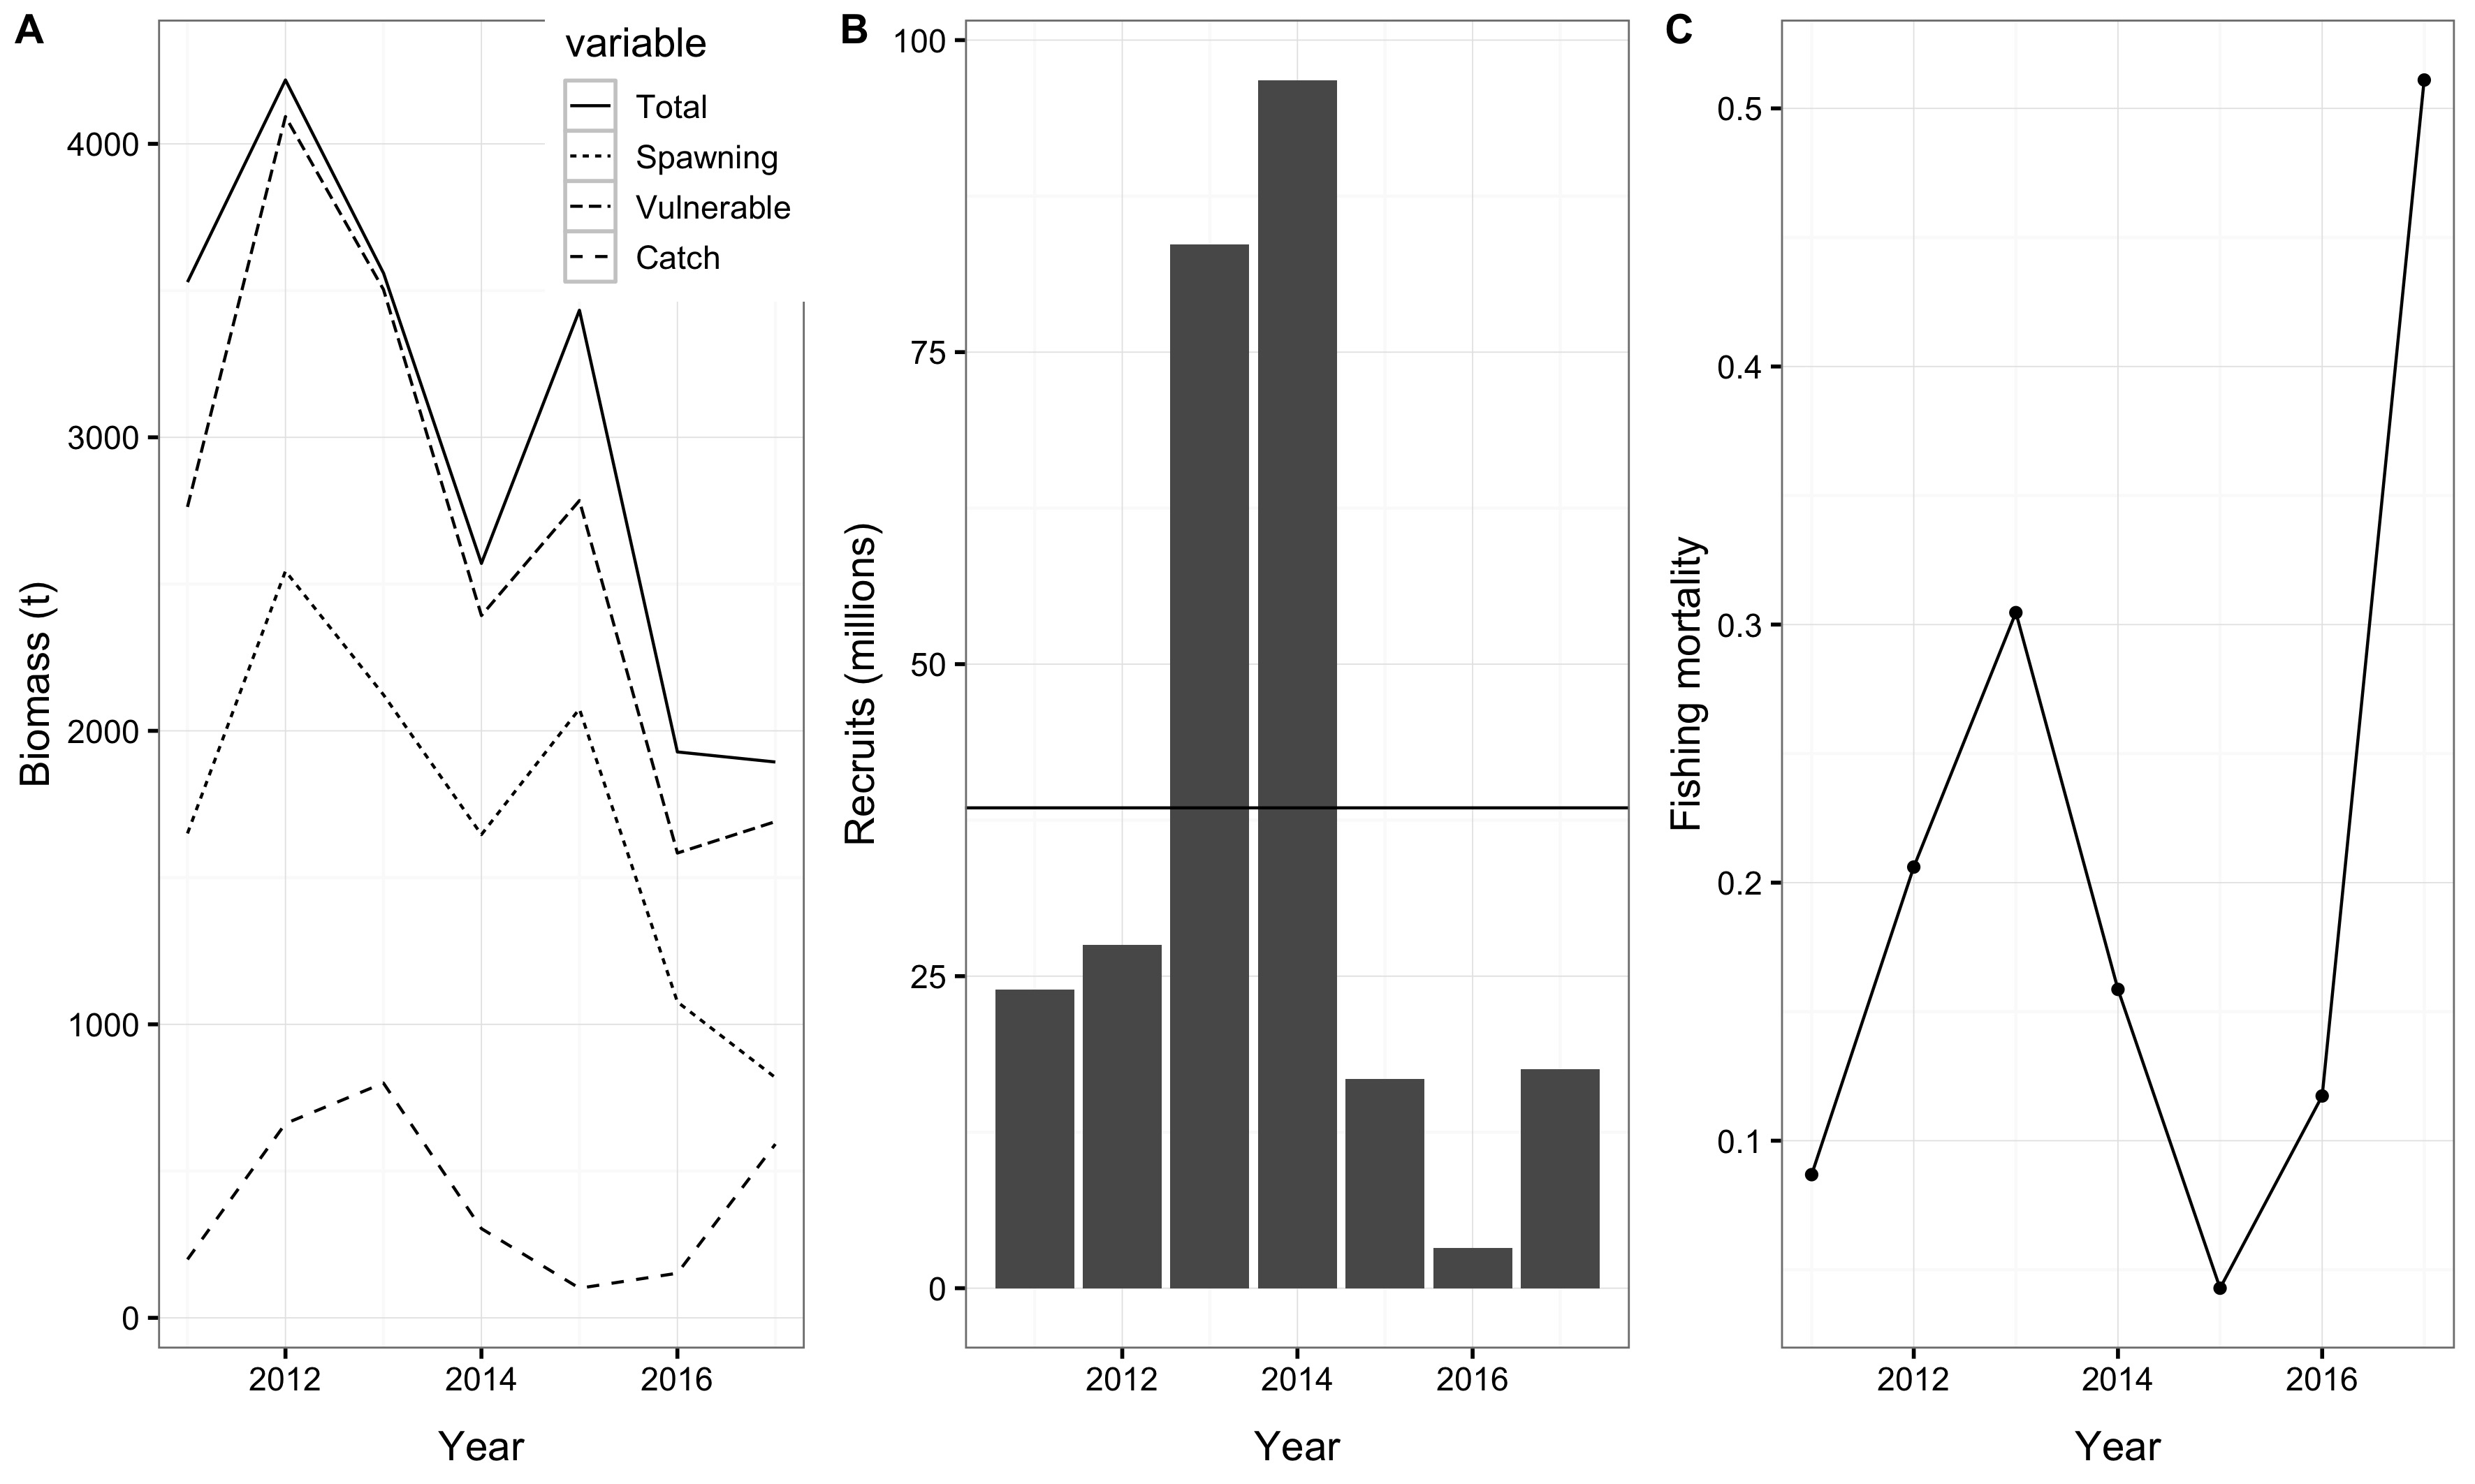 A
variable
Total
Spawning
Vulnerable
Catch
4000
3000
2000
1000
0
Biomass (t)
2012 2014 2016
Year
B
100
75
50
25
0
Recruits (millions)
2012 2014 2016
Year
C
0.5
0.4
0.3
0.2
0.1
Fishing mortality
2012 2014 2016
Year